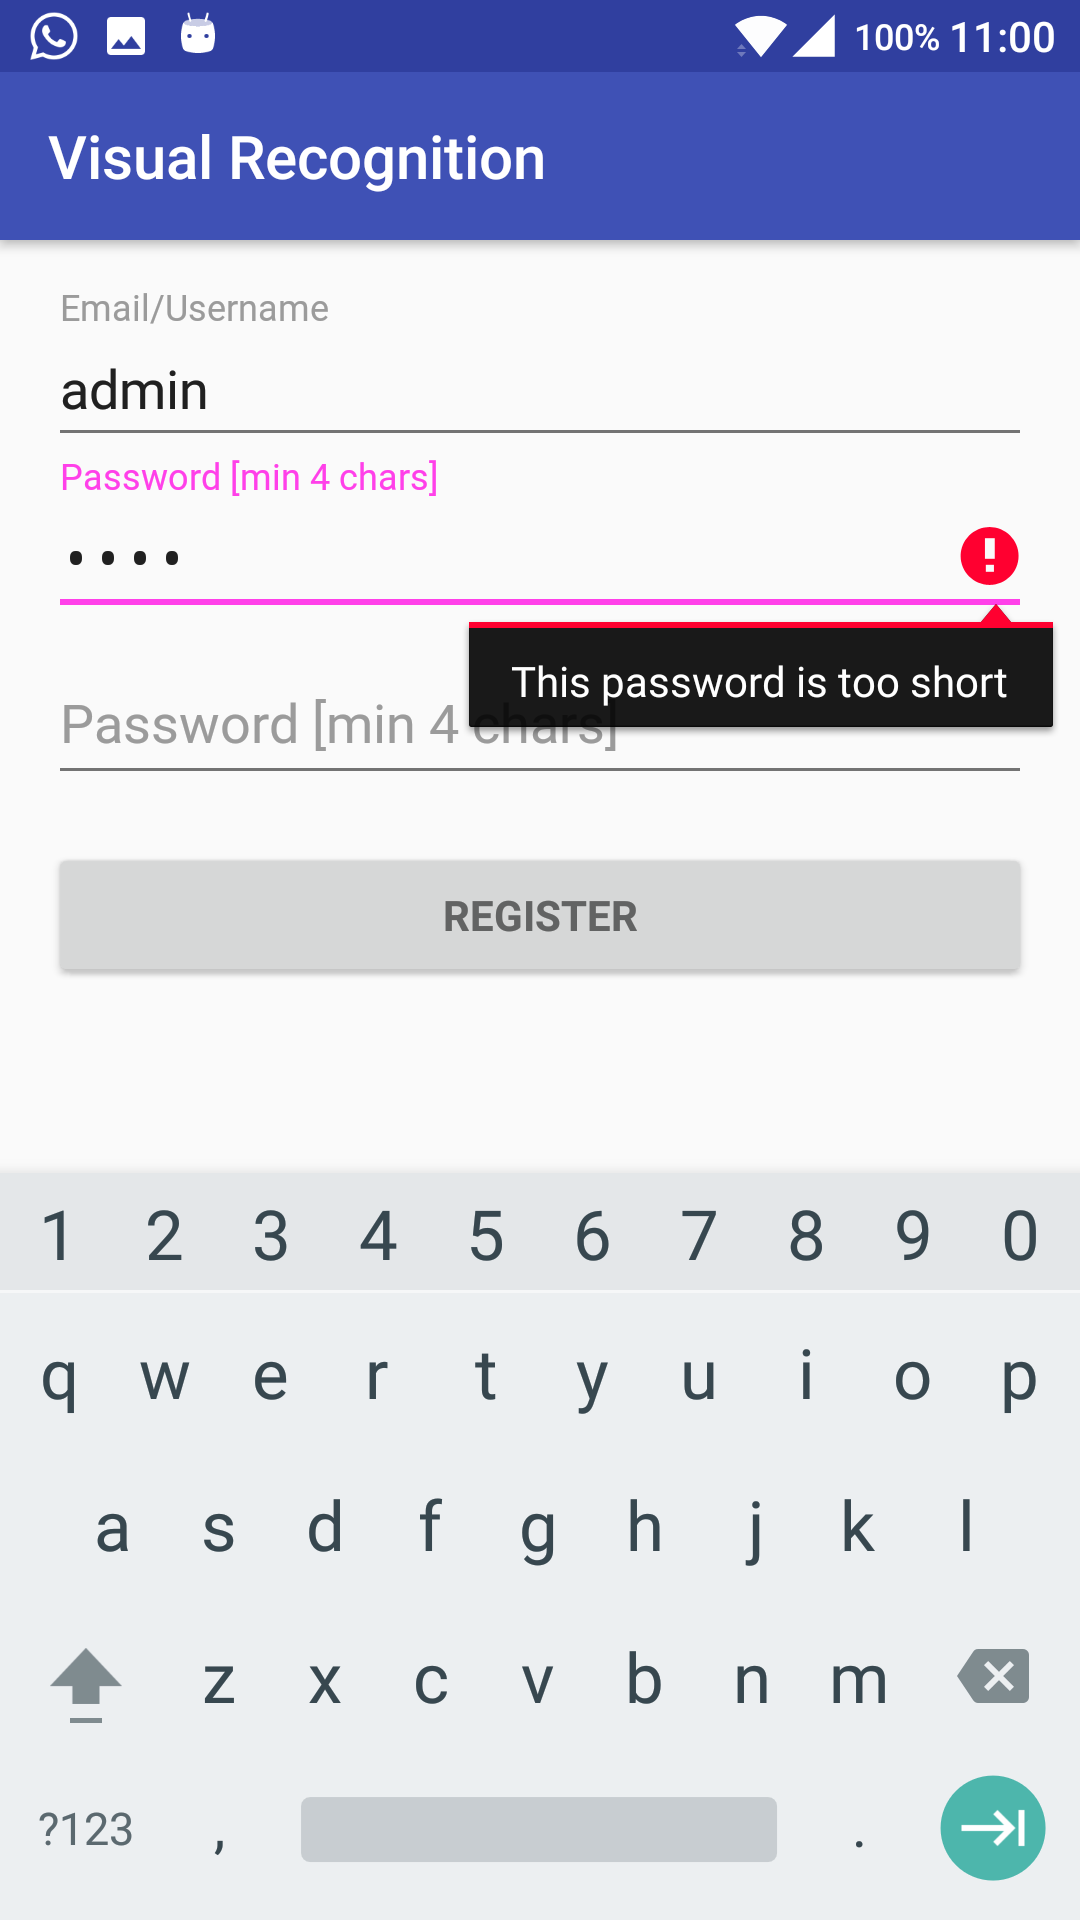 100% 11:00
Visual Recognition
Email/Username
admin
Password [min 4 chars]
This password is too short
Password [min 4 chars]
REGISTER
1 2 3 4 5 6 7 8 9 0
q w e r t y u i o p
a s d f g h j k l
z x c v b n m
?123 , .